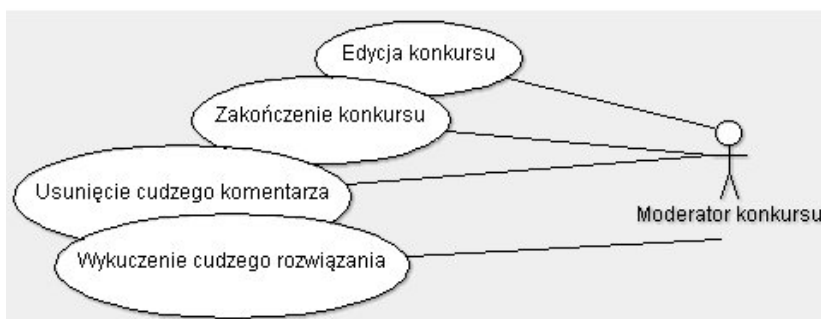 Edycja konkursu
Zakończenie konkursu
Usunięcie cudzego komentarza
Moderator konkursu
Wykuczenie cudzego rozwiązania